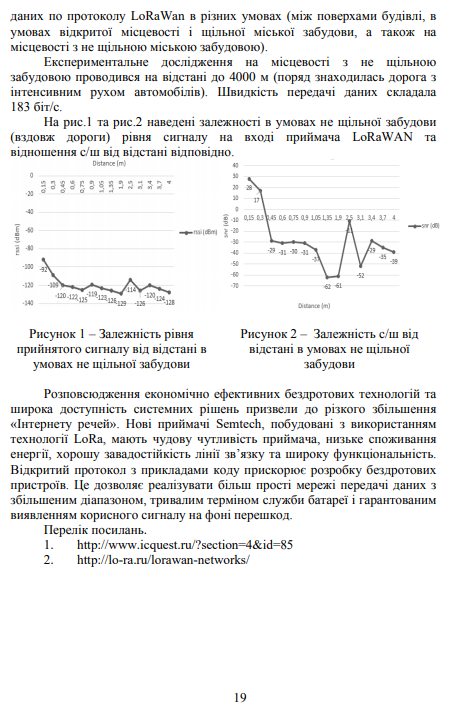 даних по протоколу LoRaWan в різних умовах (між поверхами будівлі, в
умовах відкритої місцевості і щільної міської забудови, а також на
місцевості з не щільною міською забудовою).
Експериментальне дослідження на місцевості з не щільною
забудовою проводився на відстані до 4000 м (поряд знаходилась дорога з
інтенсивним рухом автомобілів). Швидкість передачі даних складала
183 біт/с.
На рис.1 та рис.2 наведені залежності в умовах не щільної забудови
(вздовж дороги) рівня сигналу на вході приймача LoRaWAN та
відношення с/ш від відстані відповідно.
Distance (m)
0,15 0,3 0,45 0,6 0,75 0,9 1,05 1,35 1,9 2,5 3,1 3,4 3,7 4
0
-20
-40
-60
-80
-100
-120
-140
rssi (dBm)
-92 -109 -120 -122 -125 -119 -123 -126 -129 -114 -126 -120 -124 -128
rssi (dBm)
40
30
20
10
0
-10
-20
-30
-40
-50
-60
-70
snr (dB)
0,15 0,3 0,45 0,6 0,75 0,9 1,05 1,35 1,9 2,5 3,1 3,4 3,7 4
28 17 -29 -31 -30 -31 -37 -62 -61 -52 -29 -35 -39
snr (dB)
Distance (m)
Рисунок 1 – Залежність рівня
прийнятого сигналу від відстані в
умовах не щільної забудови
Рисунок 2 – Залежність с/ш від
відстані в умовах не щільної
забудови
Розповсюдження економічно ефективних бездротових технологій та
широка доступність системних рішень призвели до різкого збільшення
«Інтернету речей». Нові приймачі Semtech, побудовані з використанням
технології LoRa, мають чудову чутливість приймача, низьке споживання
енергії, хорошу завадостійкість лінії зв’язку та широку функціональність.
Відкритий протокол з прикладами коду прискорює розробку бездротових
пристроїв. Це дозволяє реалізувати більш прості мережі передачі даних з
збільшеним діапазоном, тривалим терміном служби батареї і гарантованим
виявленням корисного сигналу на фоні перешкод.
Перелік посилань.
1. http://www.icquest.ru/?section=4&id=85
2. http://lo-ra.ru/lorawan-networks/
19